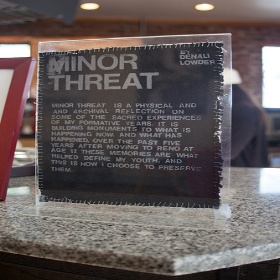 MINOR
THREAT
BY
DENALI
LOWDER
MINOR THREAT IS A PHYSICAL AND
AND ARCHIVAL REFLECTION ON
SOME OF THE SACRED EXPERIENCES
OF MY FORMATIVE YEARS. IT IS
BUILDING MONUMENTS TO WHAT IS
HAPPENING NOW, AND WHAT HAS
HAPPENED, OVER THE PAST FIVE
YEARS AFTER MOVING TO RENO AT
AGE 17. THESE MEMORIES ARE WHAT
HELPED DEFINE MY YOUTH, AND
THIS IS HOW I CHOOSE TO PRESERVE
THEM.